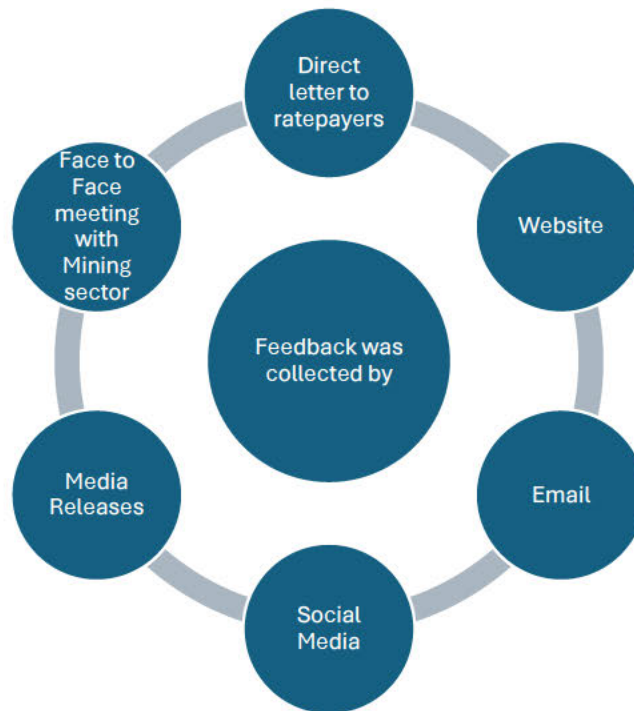 Direct
letter to
ratepayers
Website
Email
Social
Media
Media
Releases
Face to
Face
meeting
with
Mining
sector
Feedback was
collected by